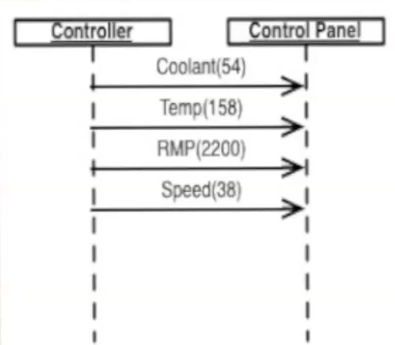 Controller
Control Panel
Coolant(54)
Temp(158)
RMP(2200)
Speed(38)